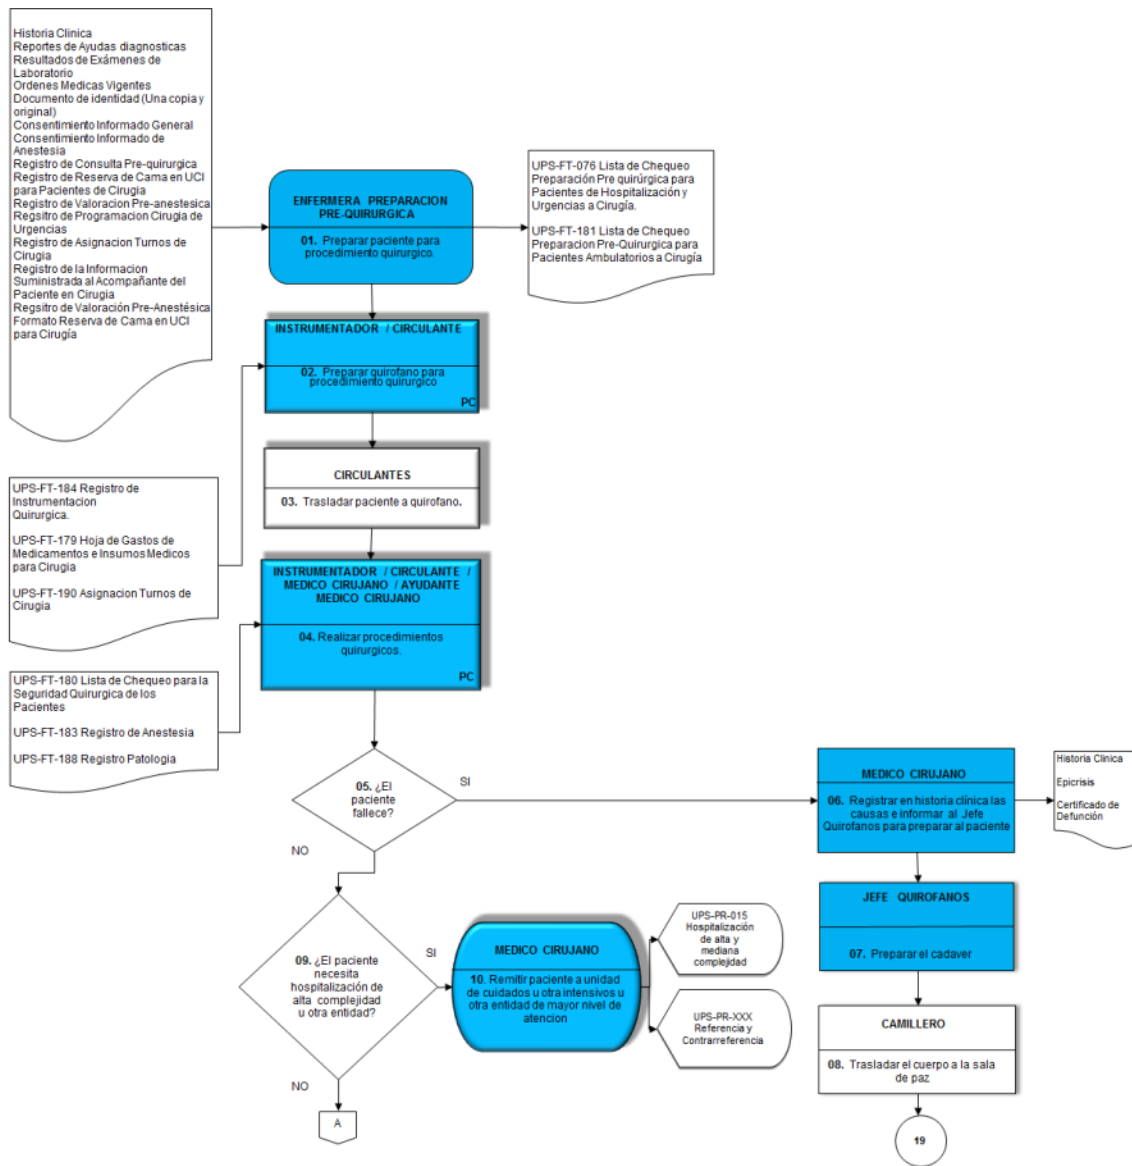 Historia Clinica
Reportes de Ayudas diagnosticas
Resultados de Exámenes de
Laboratorio
Ordenes Medicas Vigentes
Documento de identidad (Una copia y
original)
Consentimiento Informado General
Consentimiento Informado de
Anestesia
Registro de Consulta Pre-quirurgica
Registro de Reserva de Cama en UCI
para Pacientes de Cirugia
Registro de Valoracion Pre-anestesica
Regsitro de Programacion Cirugia de
Urgencias
Registro de Asignacion Turnos de
Cirugia
Registro de la Informacion
Suministrada al Acompañante del
Paciente en Cirugia
Regsitro de Valoración Pre-Anestésica
Formato Reserva de Cama en UCI
para Cirugía
ENFERMERA PREPARACION
PRE-QUIRURGICA
01. Preparar paciente para
procedimiento quirurgico.
UPS-FT-076 Lista de Chequeo
Preparación Pre quirúrgica para
Pacientes de Hospitalización y
Urgencias a Cirugía.
UPS-FT-181 Lista de Chequeo
Preparacion Pre-Quirurgica para
Pacientes Ambulatorios a Cirugía
INSTRUMENTADOR / CIRCULANTE
02. Preparar quirofano para
procedimiento quirurgico
PC
CIRCULANTES
03. Trasladar paciente a quirofano.
UPS-FT-184 Registro de
Instrumentacion
Quirurgica.
UPS-FT-179 Hoja de Gastos de
Medicamentos e Insumos Medicos
para Cirugia
UPS-FT-190 Asignacion Turnos de
Cirugia
INSTRUMENTADOR / CIRCULANTE /
MEDICO CIRUJANO / AYUDANTE
MEDICO CIRUJANO
04. Realizar procedimientos
quirurgicos.
PC
UPS-FT-180 Lista de Chequeo para la
Seguridad Quirurgica de los
Pacientes
UPS-FT-183 Registro de Anestesia
UPS-FT-188 Registro Patologia
05. ¿El
paciente
fallece?
SI
NO
MEDICO CIRUJANO
06. Registrar en historia clínica las
causas e informar al Jefe
Quirofanos para preparar al paciente
Historia Clínica
Epicrisis
Certificado de
Defunción
JEFE QUIROFANOS
07. Preparar el cadaver
CAMILLERO
08. Trasladar el cuerpo a la sala
de paz
19
09. ¿El paciente
necesita
hospitalización de
alta complejidad
u otra entidad?
SI
NO
MEDICO CIRUJANO
10. Remitir paciente a unidad
de cuidados u otra intensivos u
otra entidad de mayor nivel de
atencion
UPS-PR-015
Hospitalización
de alta y
mediana
complejidad
UPS-PR-XXX
Referencia y
Contrarreferencia
A